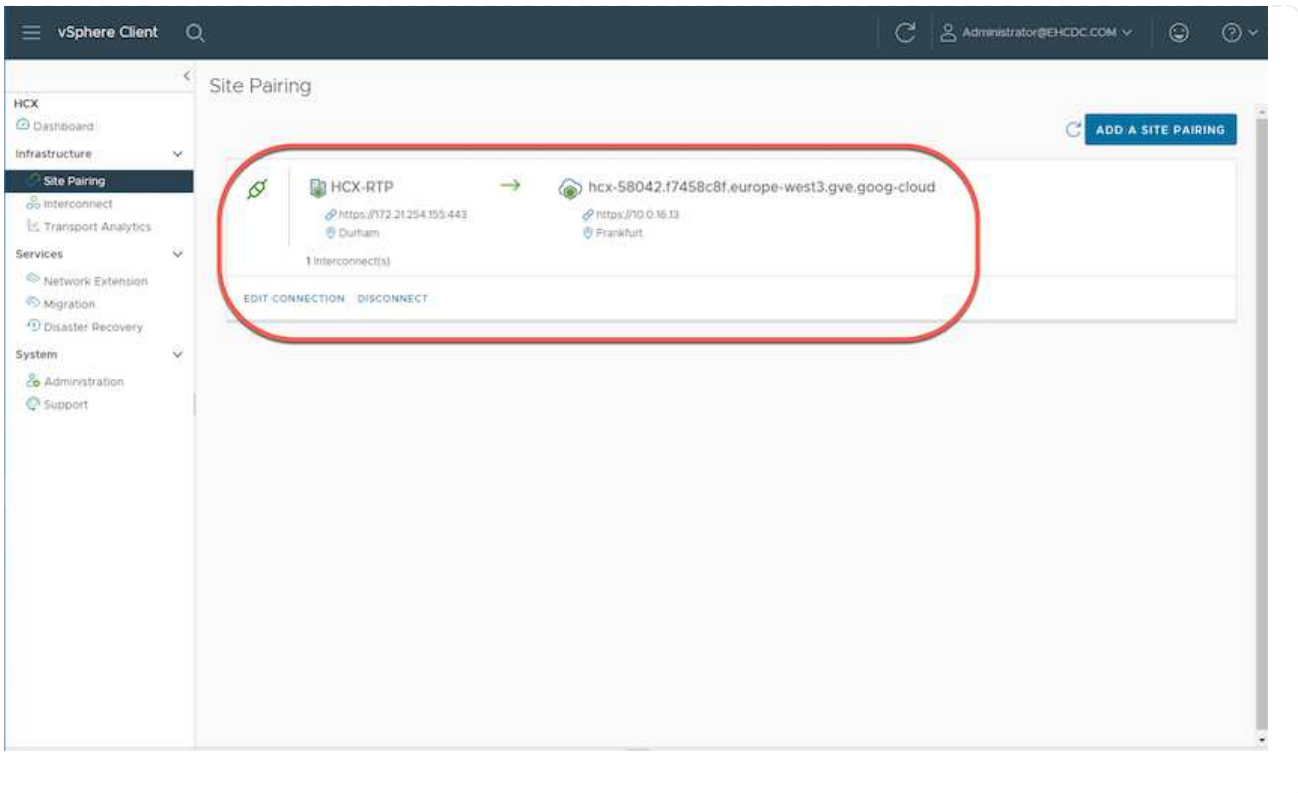 vSphere Client
Administrator@EHCDC.COM
Site Pairing
HCX
Dashboard
Infrastructure
Site Pairing
Interconnect
Transport Analytics
Services
Network Extension
Migration
Disaster Recovery
System
Administration
Support
ADD A SITE PAIRING
HCX-RTP
https://172.21.254.155:443
Durham
1 Interconnect(s)
hcx-58042.f7458c8f.europe-west3.gve.goog-cloud
https://10.0.16.13
Frankfurt
EDIT CONNECTION DISCONNECT